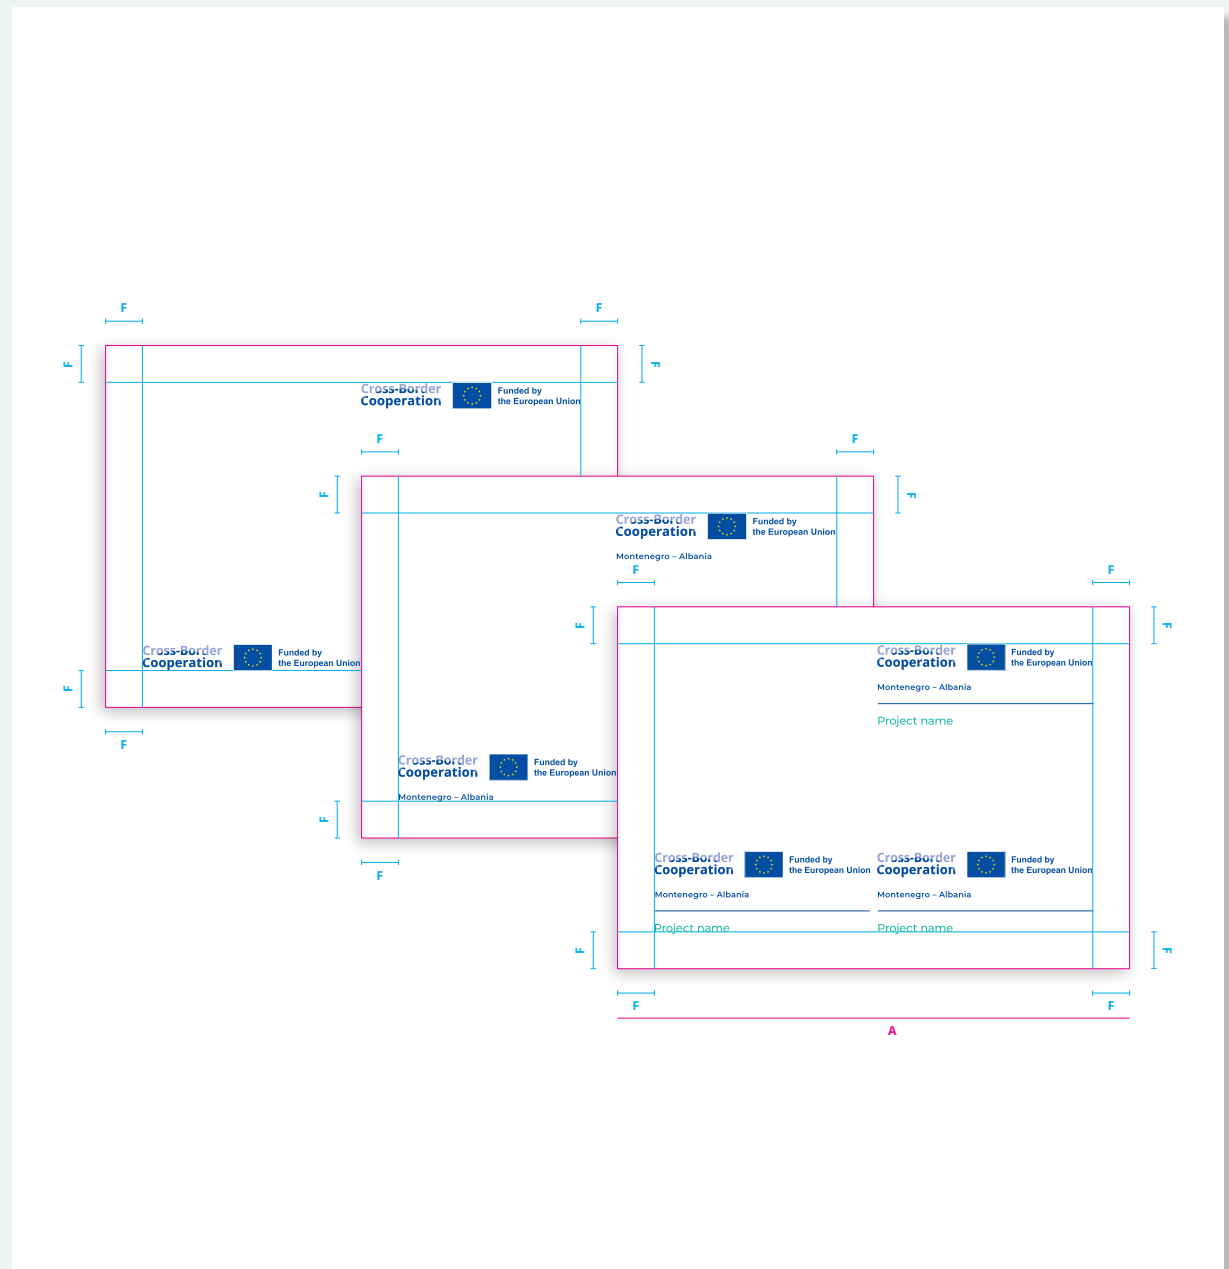 F
F
F
F
Cross-Border
Cooperation
Funded by
the European Union
F
F
F
F
Cross-Border
Cooperation
Funded by
the European Union
Montenegro – Albania
F
F
F
F
Cross-Border
Cooperation
Funded by
the European Union
F
Cross-Border
Cooperation
Funded by
the European Union
Montenegro – Albania
Project name
F
Cross-Border
Cooperation
Funded by
the European Union
Montenegro – Albania
F
F
Cross-Border
Cooperation
Funded by
the European Union
Montenegro – Albania
Project name
Cross-Border
Cooperation
Funded by
the European Union
Montenegro – Albania
Project name
F
F
F
F
F
A